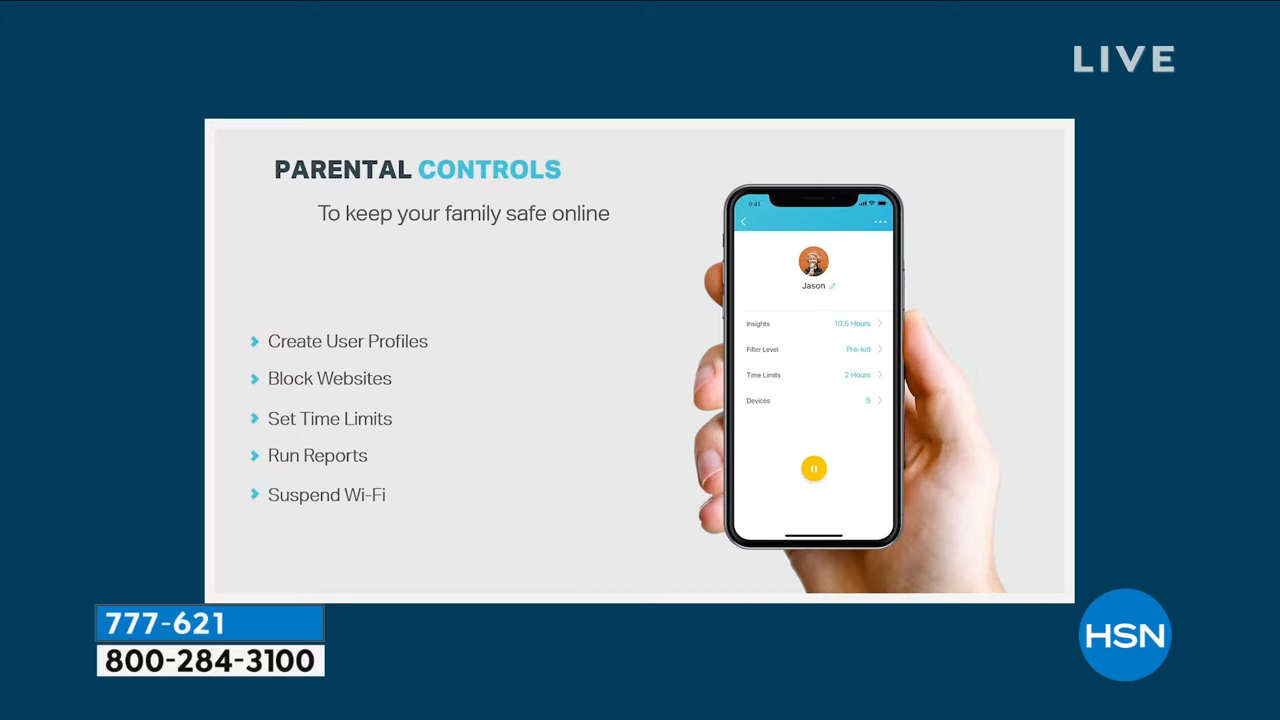 LIVE
PARENTAL CONTROLS
To keep your family safe online
Create User Profiles
Block Websites
Set Time Limits
Run Reports
Suspend Wi-Fi
9:41
Jason
Insights 10.5 Hours
Filter Level Pre-kid
Time Limits 2 Hours
Devices 5
777-621
800-284-3100
HSN